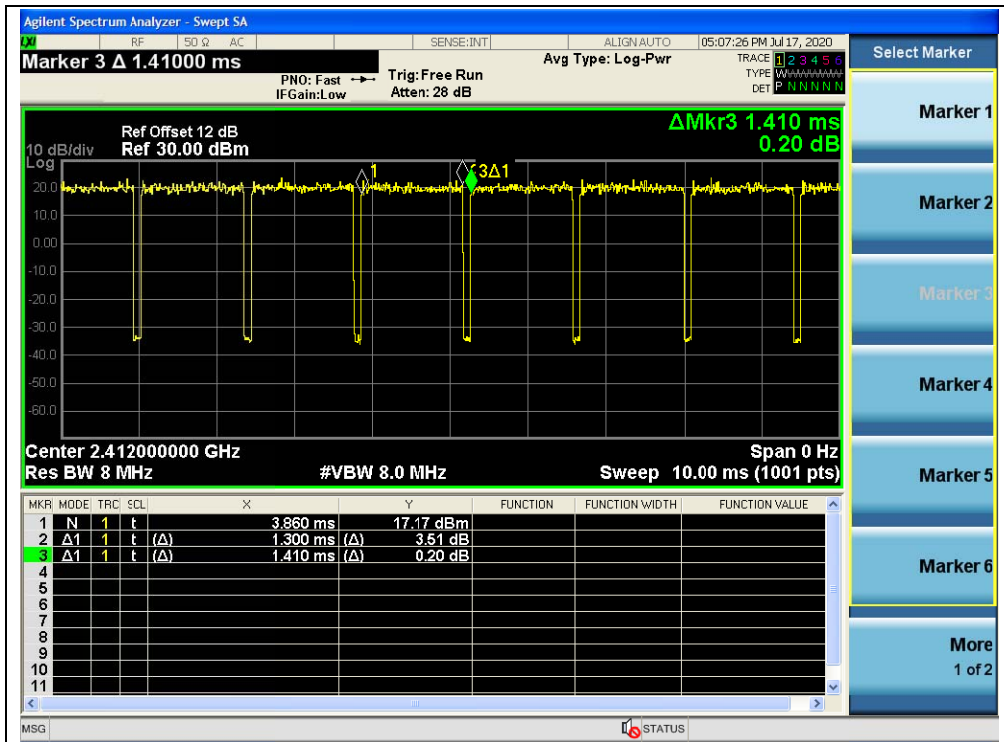 Agilent Spectrum Analyzer - Swept SA
LXI RF 50 Ω AC SENSE:INT ALIGN AUTO 05:07:26 PM Jul 17, 2020
Marker 3 Δ 1.41000 ms
PNO: Fast
IFGain:Low
Trig: Free Run
Atten: 28 dB
Avg Type: Log-Pwr
TRACE 1 2 3 4 5 6
TYPE W
DET P N N N N N
Select Marker
Marker 1
Marker 2
Marker 3
Marker 4
Marker 5
Marker 6
More
1 of 2
ΔMkr3 1.410 ms
0.20 dB
Ref Offset 12 dB
10 dB/div Ref 30.00 dBm
Log
1
3Δ1
20.0
10.0
0.00
-10.0
-20.0
-30.0
-40.0
-50.0
-60.0
Center 2.412000000 GHz Span 0 Hz
Res BW 8 MHz #VBW 8.0 MHz Sweep 10.00 ms (1001 pts)
MKR MODE TRC SCL X Y FUNCTION FUNCTION WIDTH FUNCTION VALUE
1 N 1 t 3.860 ms 17.17 dBm
2 Δ1 1 t (Δ) 1.300 ms (Δ) 3.51 dB
3 Δ1 1 t (Δ) 1.410 ms (Δ) 0.20 dB
4
5
6
7
8
9
10
11
MSG STATUS